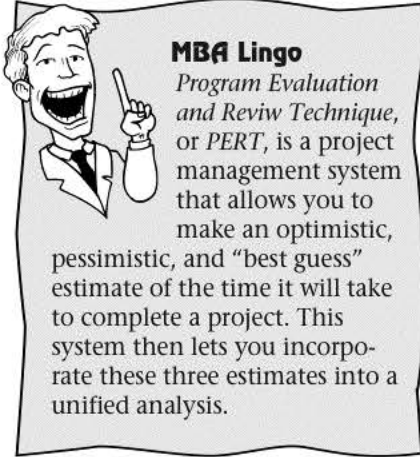 MBA Lingo
Program Evaluation
and Reviw Technique,
or PERT, is a project
management system
that allows you to
make an optimistic,
pessimistic, and “best guess”
estimate of the time it will take
to complete a project. This
system then lets you incorpo-
rate these three estimates into a
unified analysis.